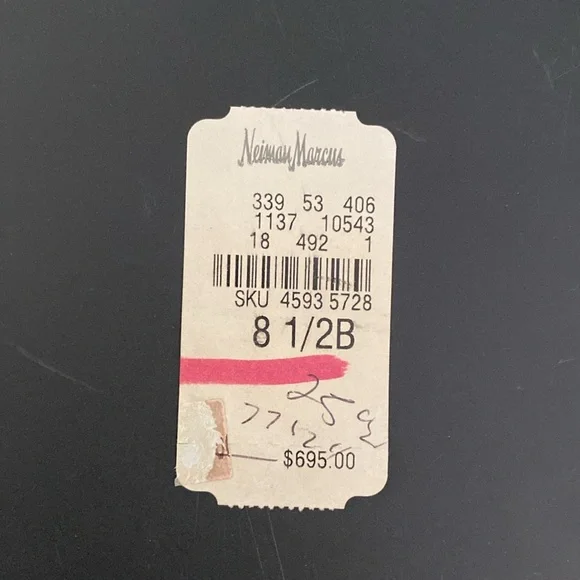 Neiman Marcus
339 53 406
1137 10543
18 492 1
SKU 4593 5728
8 1/2B
$695.00